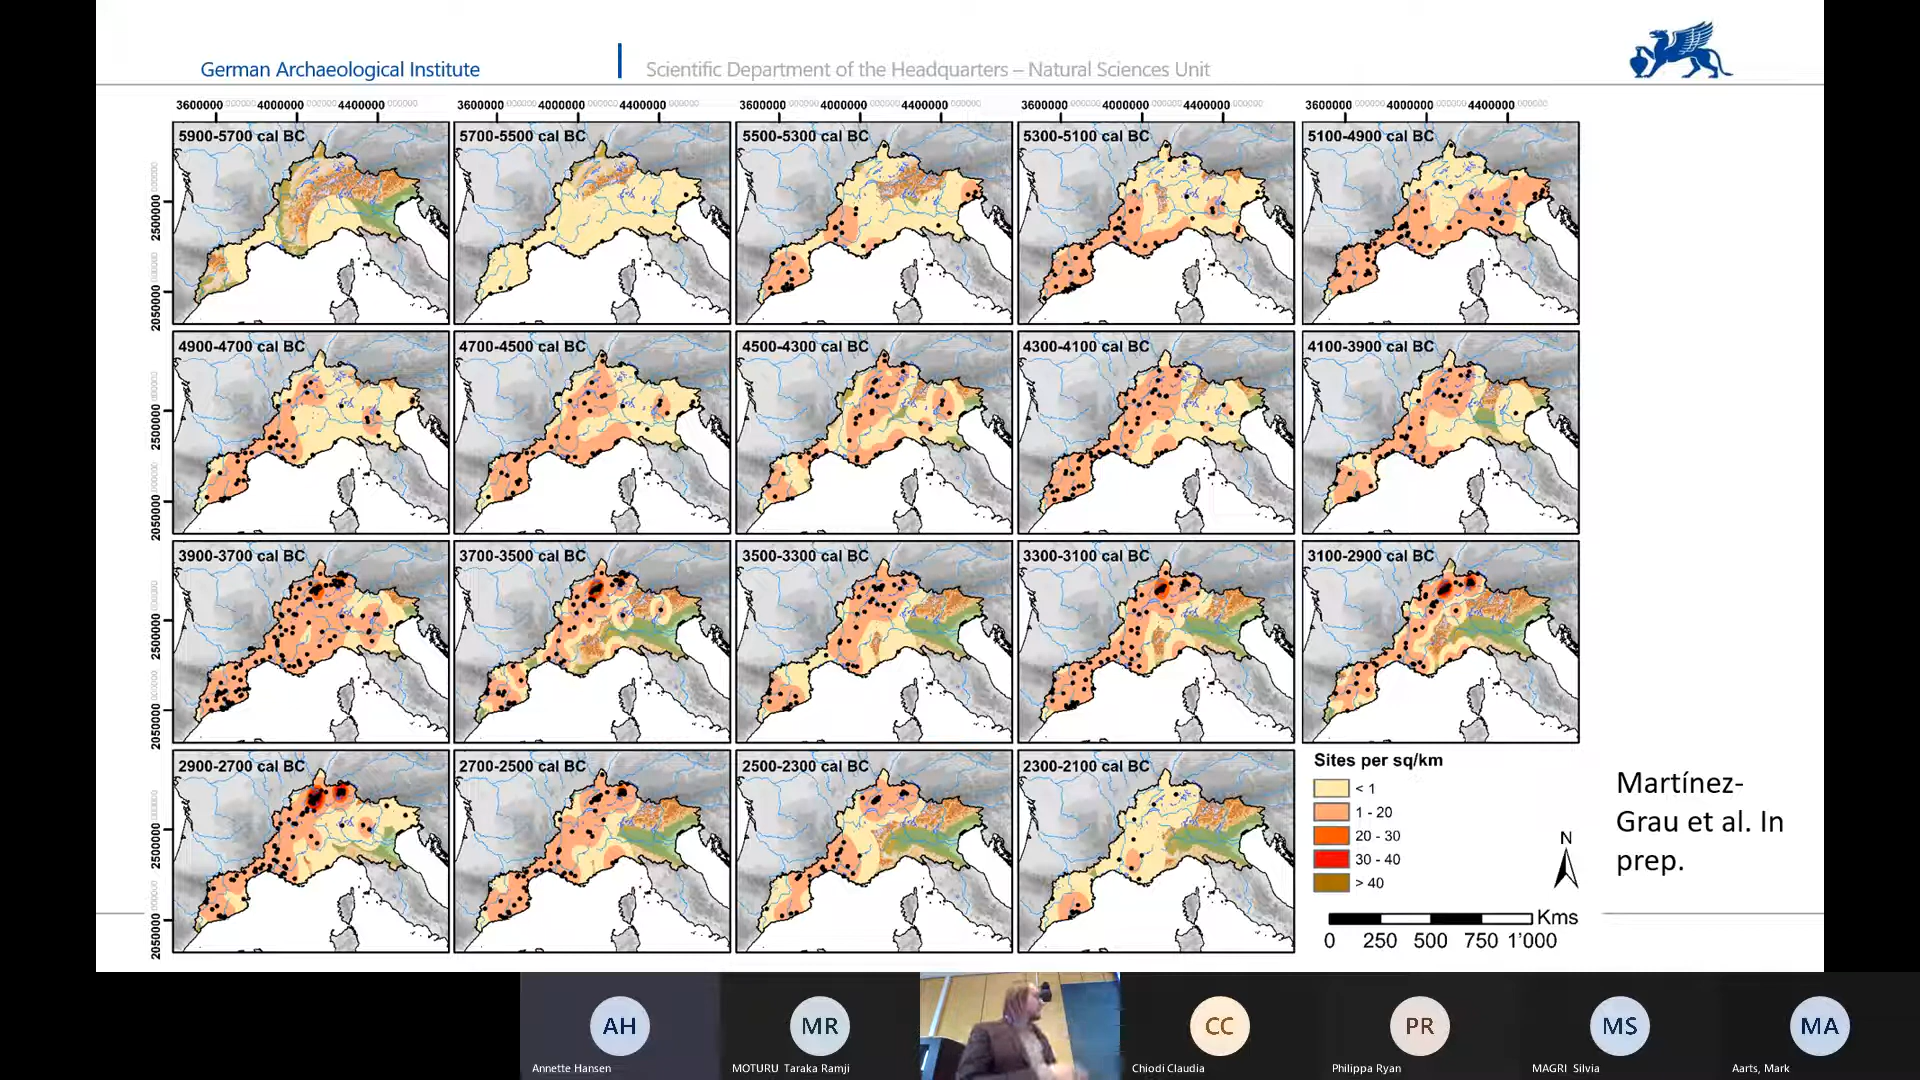 German Archaeological Institute
Scientific Department of the Headquarters – Natural Sciences Unit
3600000 4000000 4400000 3600000 4000000 4400000 3600000 4000000 4400000 3600000 4000000 4400000 3600000 4000000 4400000
5900-5700 cal BC
5700-5500 cal BC
5500-5300 cal BC
5300-5100 cal BC
5100-4900 cal BC
2500000
2050000
4900-4700 cal BC
4700-4500 cal BC
4500-4300 cal BC
4300-4100 cal BC
4100-3900 cal BC
2500000
2050000
3900-3700 cal BC
3700-3500 cal BC
3500-3300 cal BC
3300-3100 cal BC
3100-2900 cal BC
2500000
2050000
2900-2700 cal BC
2700-2500 cal BC
2500-2300 cal BC
2300-2100 cal BC
2500000
2050000
Sites per sq/km
< 1
1 - 20
20 - 30
30 - 40
> 40
N
Kms
0 250 500 750 1'000
Martínez-
Grau et al. In
prep.
AH
Annette Hansen
MR
MOTURU Taraka Ramji
CC
Chiodi Claudia
PR
Philippa Ryan
MS
MAGRI Silvia
MA
Aarts, Mark